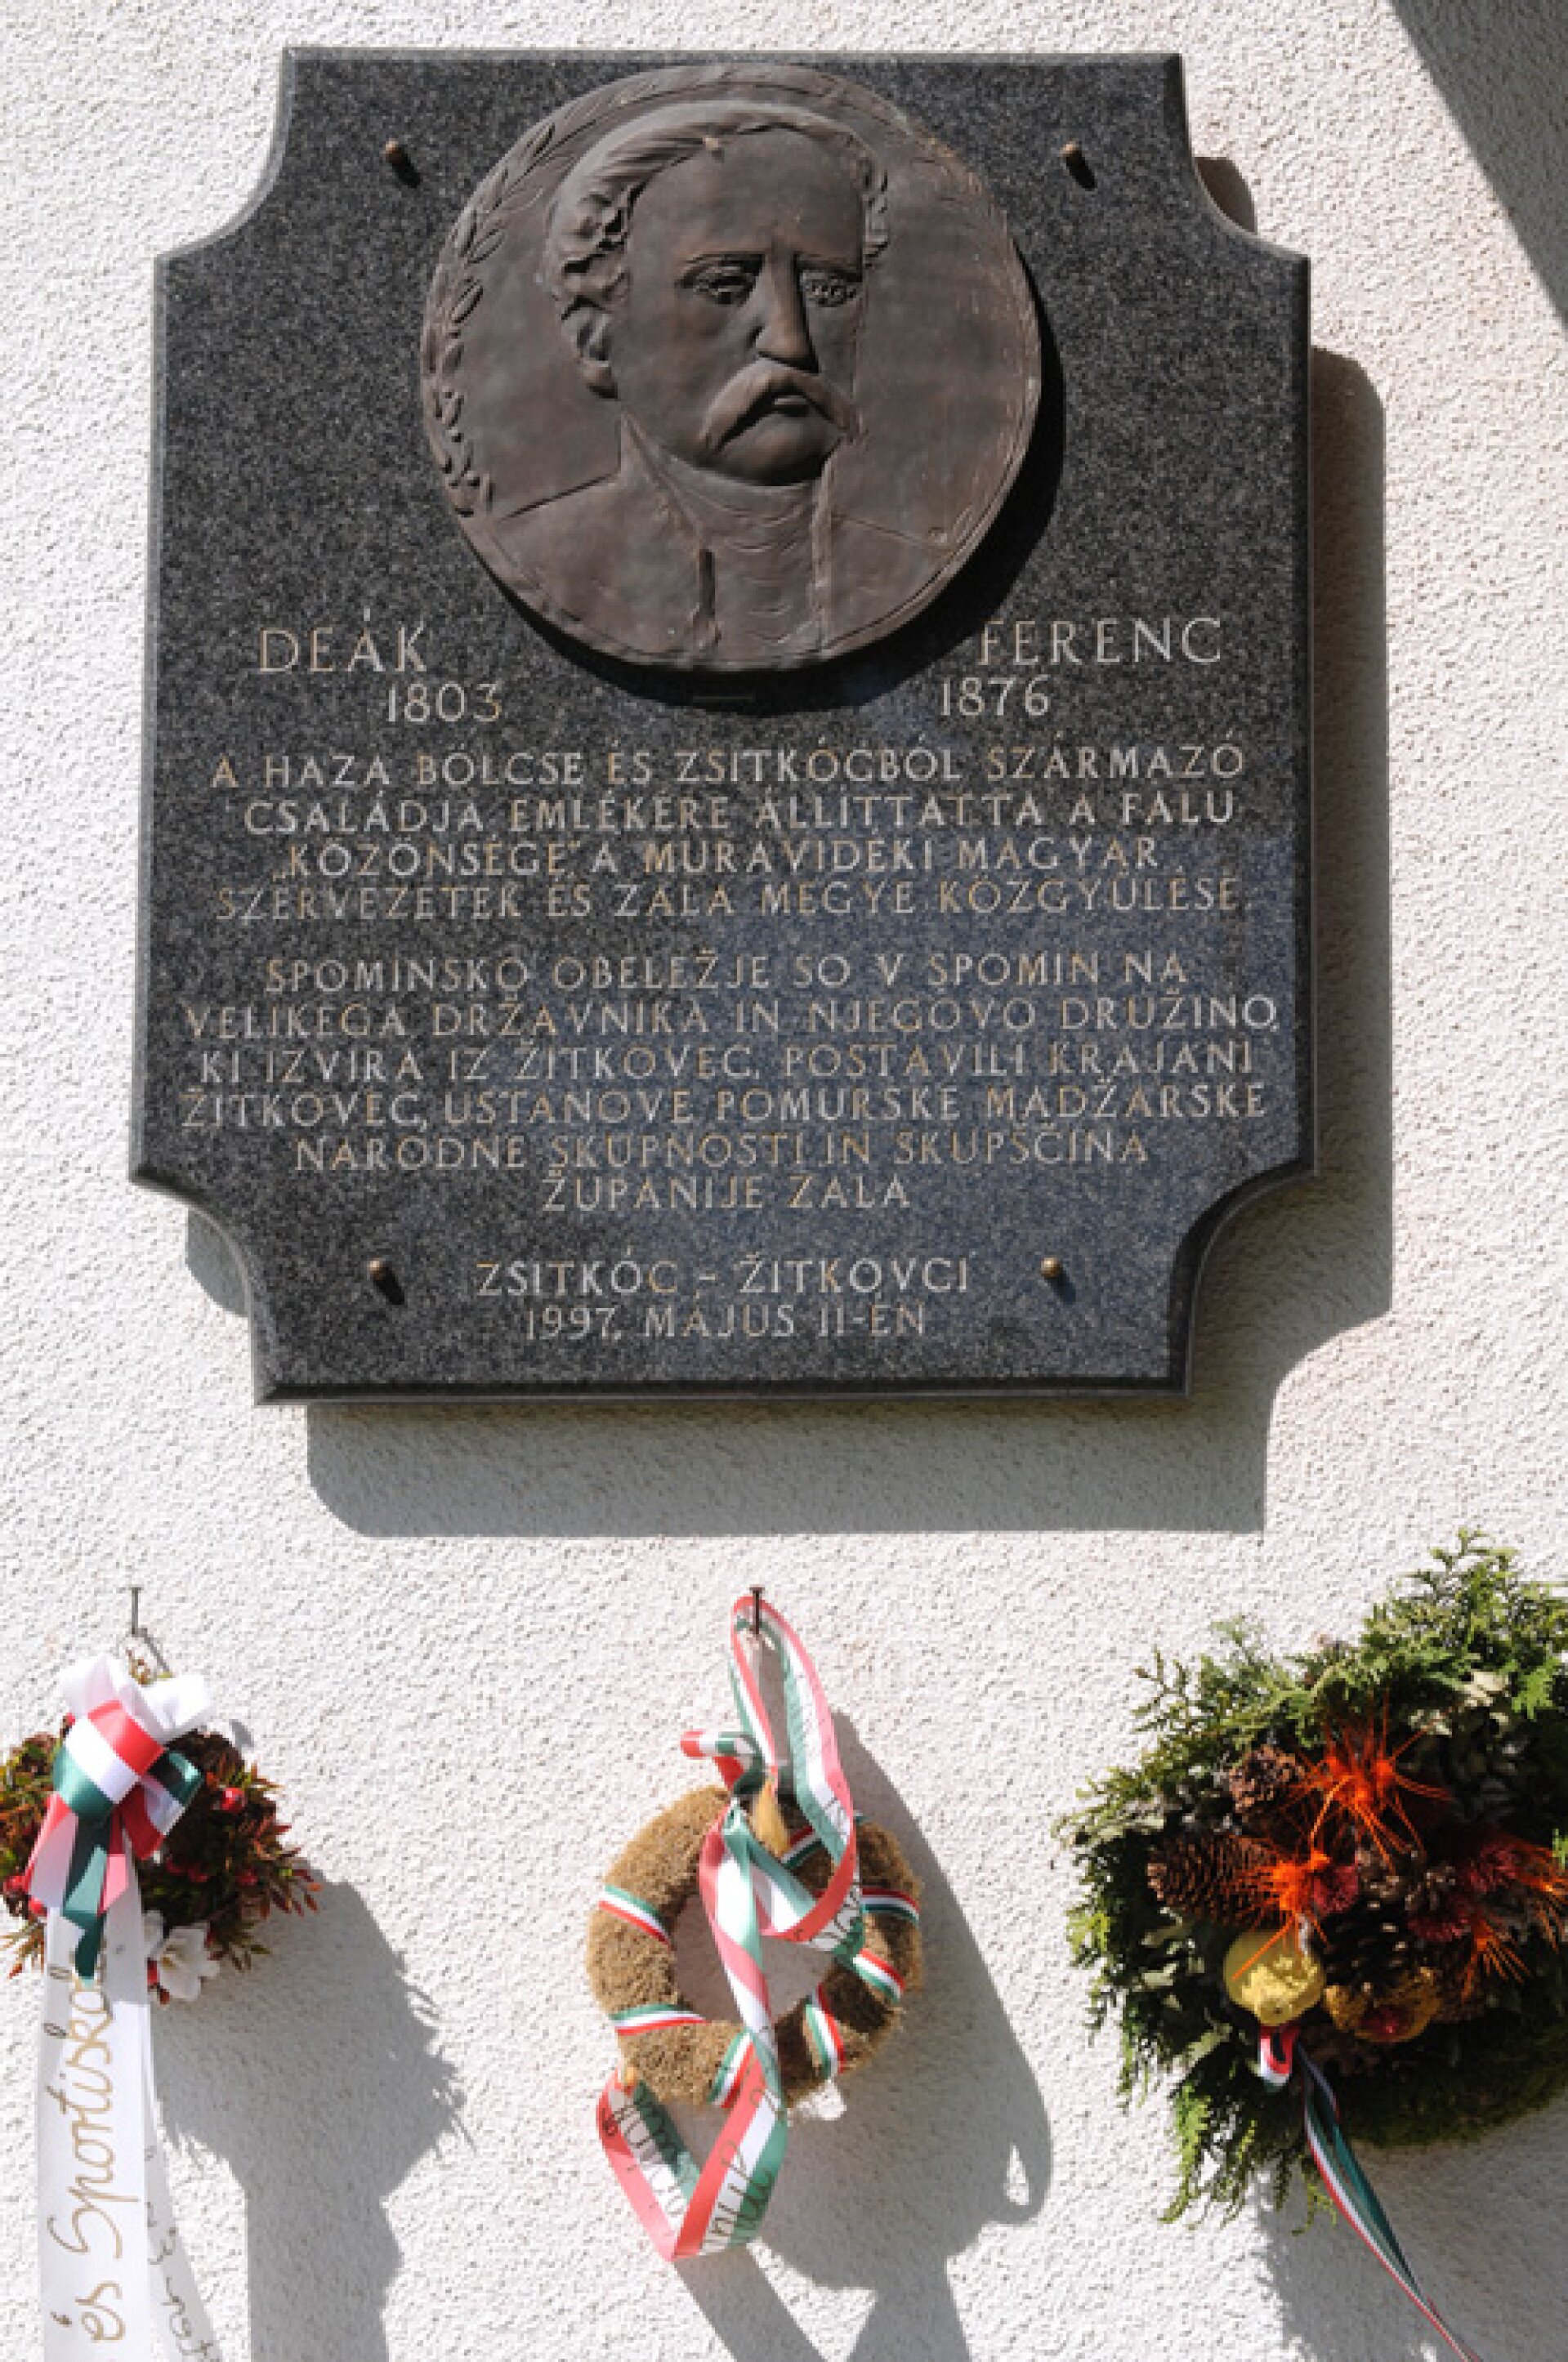 DEÁK FERENC
1803 – 1876
A HAZA BÖLCSE ÉS ZSITKÓCBÓL SZÁRMAZÓ
CSALÁDJA EMLÉKÉRE ÁLLÍTTATTA A FALU
„KÖZÖNSÉGE” A MURAVIDÉKI MAGYAR
SZERVEZETEK ÉS ZALA MEGYE KÖZGYŰLÉSE.
SPOMINSKO OBELEŽJE SO V SPOMIN NA
VELIKEGA DRŽAVNIKA IN NJEGOVO DRUŽINO,
KI IZVIRA IZ ŽITKOVEC, POSTAVILI KRAJANI
ŽITKOVEC, USTANOVE POMURSKE MADŽARSKE
NARODNE SKUPNOSTI IN SKUPŠČINA
ŽUPANIJE ZALA
ZSITKÓC - ŽITKOVCI
1997. MÁJUS 11-ÉN
és Sportiskola